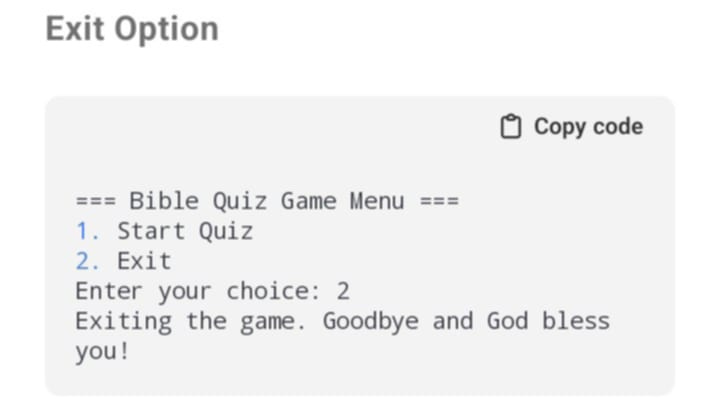 Exit Option
Copy code
=== Bible Quiz Game Menu ===
1. Start Quiz
2. Exit
Enter your choice: 2
Exiting the game. Goodbye and God bless
you!